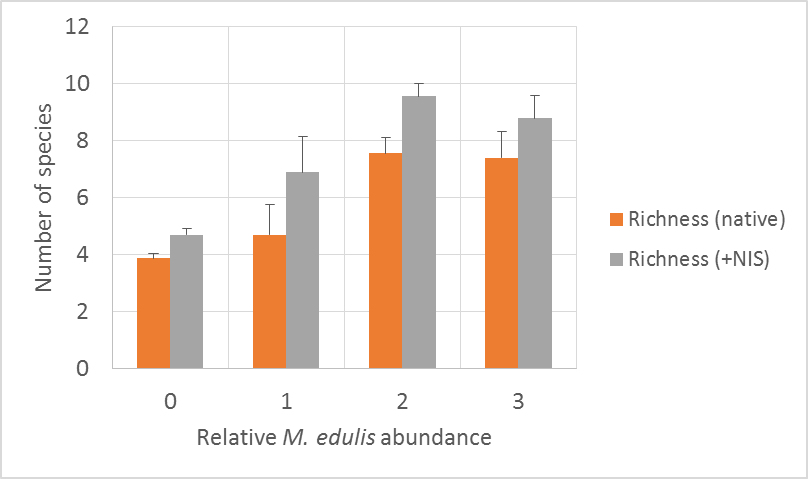 12
10
8
6
4
2
0
Number of species
0 1 2 3
Relative M. edulis abundance
Richness (native)
Richness (+NIS)